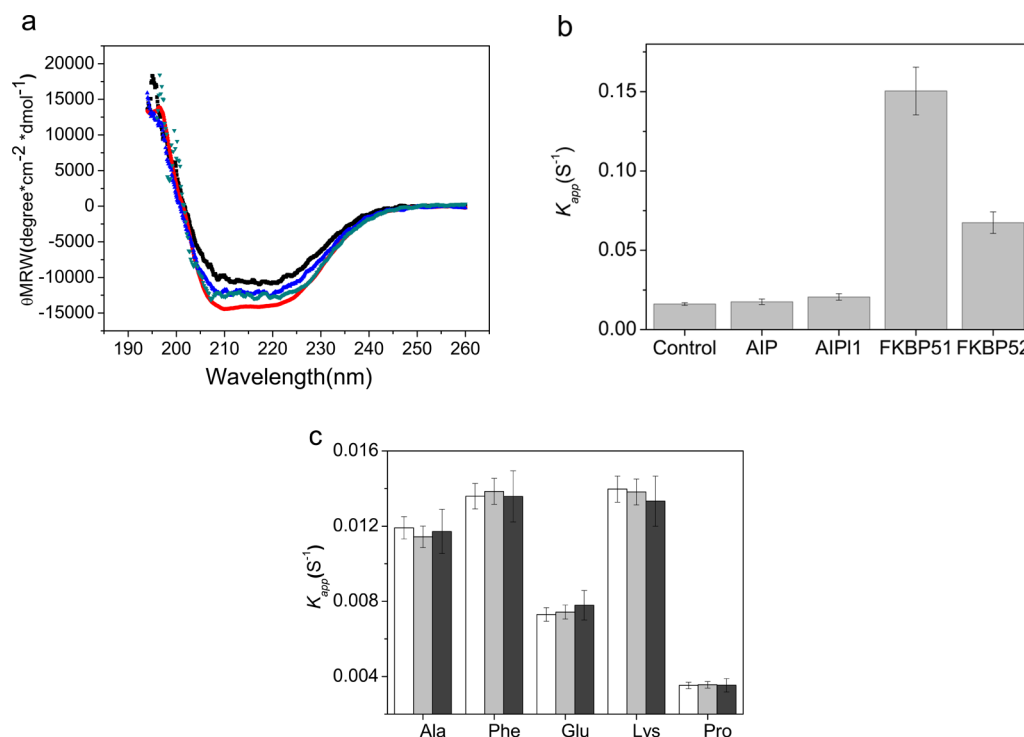 a
θMRW(degree*cm⁻² *dmol⁻¹)
20000
15000
10000
5000
0
-5000
-10000
-15000
190 200 210 220 230 240 250 260
Wavelength(nm)
b
Kapp(S⁻¹)
0.15
0.10
0.05
0.00
Control AIP AIPl1 FKBP51 FKBP52
c
Kapp(S⁻¹)
0.016
0.012
0.008
0.004
Ala Phe Glu Lys Pro